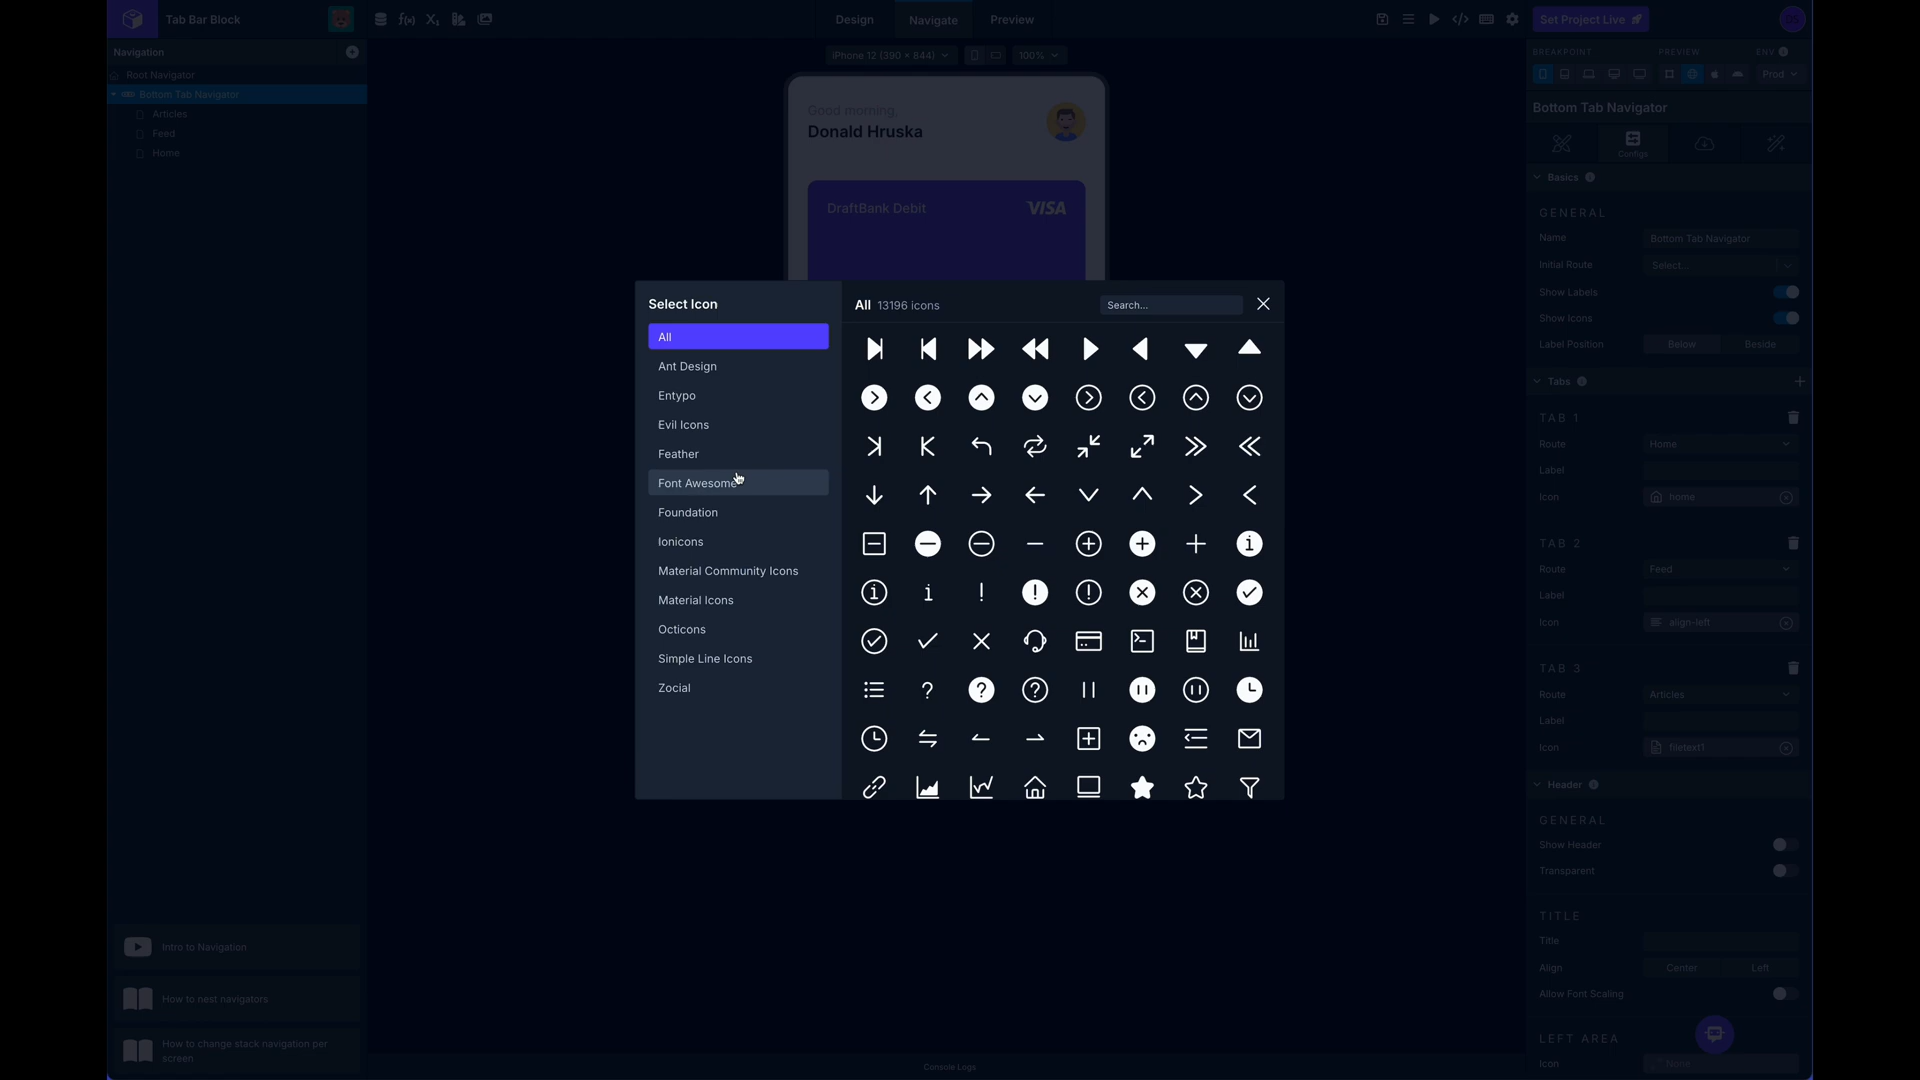 Tab Bar Block
f(x)
X₁
Design
Navigate
Preview
Set Project Live
Navigation
Root Navigator
Bottom Tab Navigator
Articles
Feed
Home
iPhone 12 (390 × 844)
100%
BREAKPOINT
PREVIEW
ENV
Prod
Good morning,
Donald Hruska
DraftBank Debit
VISA
Select Icon
All
Ant Design
Entypo
Evil Icons
Feather
Font Awesome
Foundation
Ionicons
Material Community Icons
Material Icons
Octicons
Simple Line Icons
Zocial
All 13196 icons
Search...
Bottom Tab Navigator
Configs
Basics
GENERAL
Name
Bottom Tab Navigator
Initial Route
Select...
Show Labels
Show Icons
Label Position
Below
Beside
Tabs
TAB 1
Route
Home
Label
Icon
home
TAB 2
Route
Feed
Label
Icon
align-left
TAB 3
Route
Articles
Label
Icon
filetext1
Header
GENERAL
Show Header
Transparent
TITLE
Title
Align
Center
Left
Allow Font Scaling
LEFT AREA
Icon
None
Intro to Navigation
How to nest navigators
How to change stack navigation per
screen
Console Logs